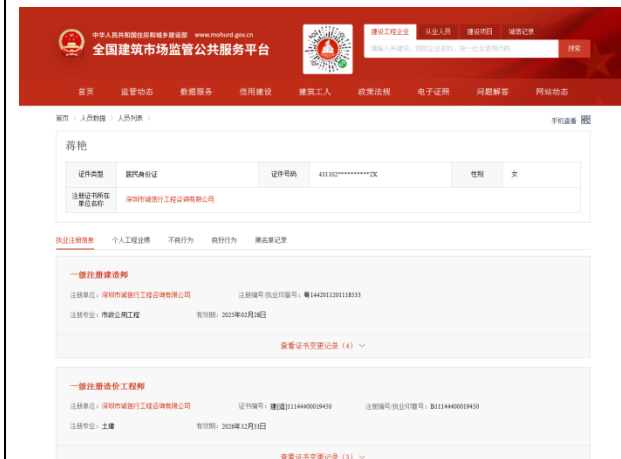 中华人民共和国住房和城乡建设部 www.mohurd.gov.cn
全国建筑市场监管公共服务平台
建设工程企业 从业人员 建设项目 诚信记录
搜索
首页 监管动态 数据服务 信用建设 建筑工人 政策法规 电子证照 问题解答 网站动态
首页 > 人员数据 > 人员列表 >
手机查看
蒋艳
证件类型 居民身份证 证件号码 431102**********2X 性别 女
注册证书所在单位名称 深圳市诚信行工程咨询有限公司
执业注册信息 个人工程业绩 不良行为 良好行为 黑名单记录
一级注册建造师
注册单位：深圳市诚信行工程咨询有限公司 注册编号/执业印章号：粤1442011201118533
注册专业：市政公用工程 有效期：2025年02月28日
查看证书变更记录（4）
一级注册造价工程师
注册单位：深圳市诚信行工程咨询有限公司 证书编号：建[造]11144400019450 注册编号/执业印章号：B11144400019450
注册专业：土建 有效期：2026年12月31日
查看证书变更记录（3）